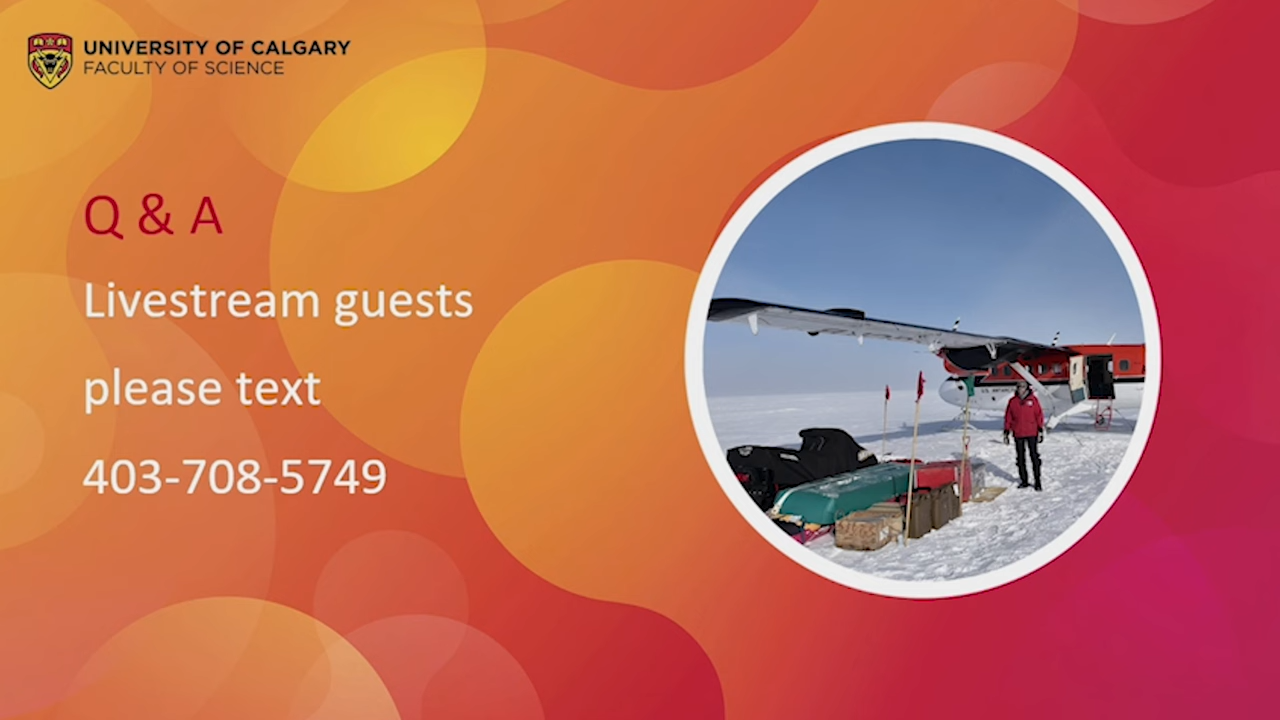 UNIVERSITY OF CALGARY
FACULTY OF SCIENCE
Q & A
Livestream guests
please text
403-708-5749